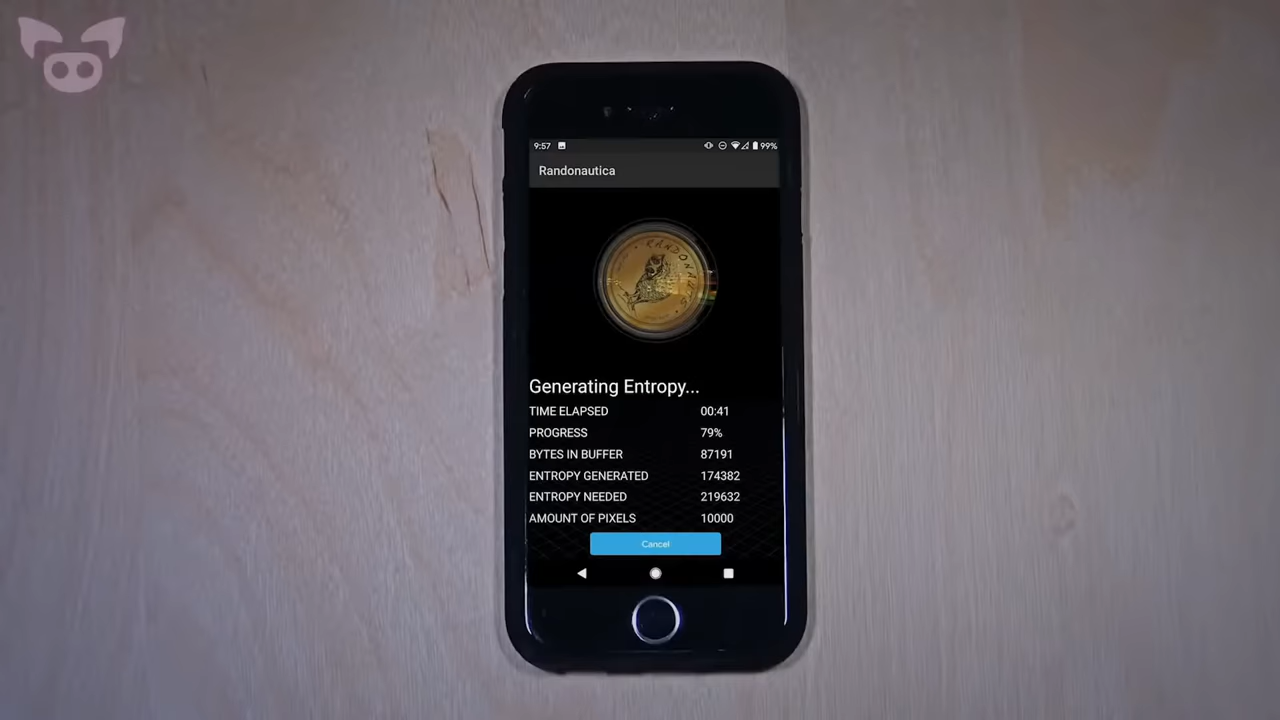 9:57 99%
Randonautica
RANDONAUTS
Generating Entropy...
TIME ELAPSED 00:41
PROGRESS 79%
BYTES IN BUFFER 87191
ENTROPY GENERATED 174382
ENTROPY NEEDED 219632
AMOUNT OF PIXELS 10000
Cancel